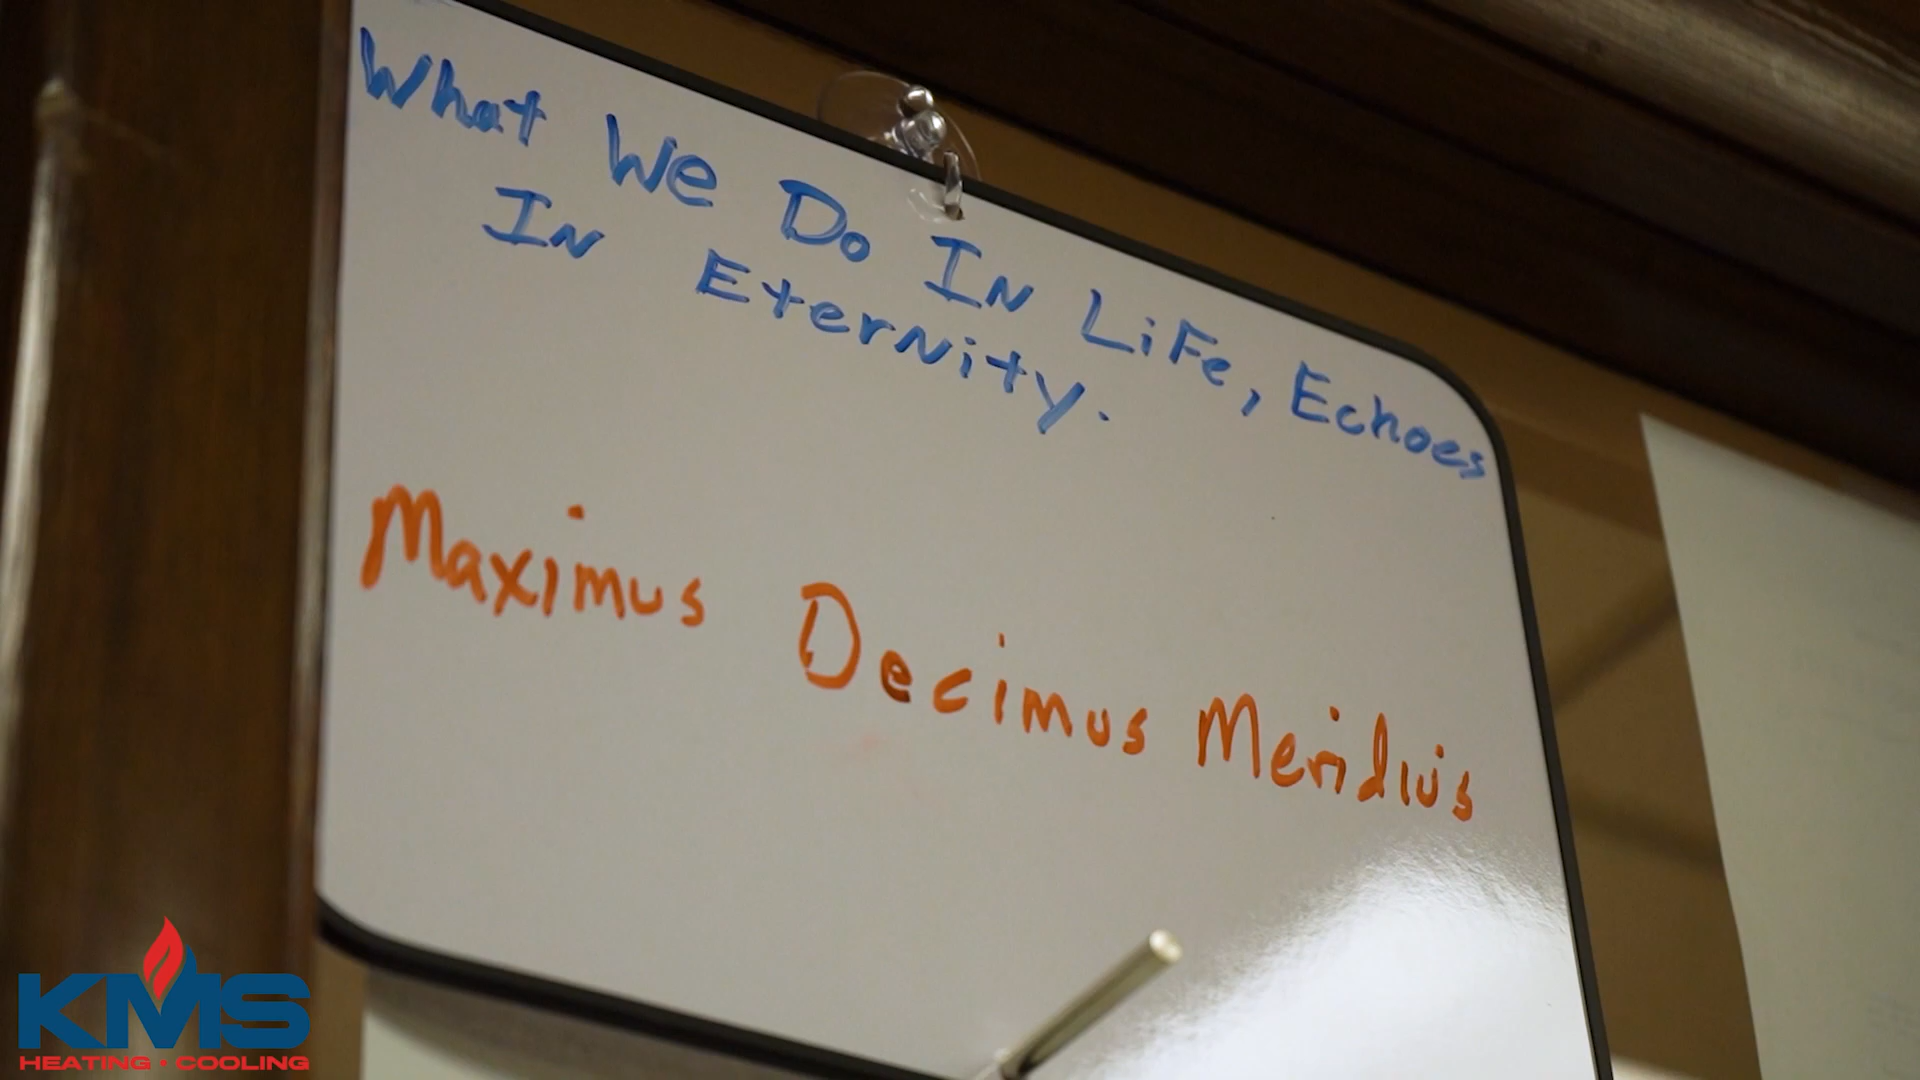 What We Do In Life, Echoes
In Eternity.
Maximus Decimus Meridius
KMS
HEATING · COOLING